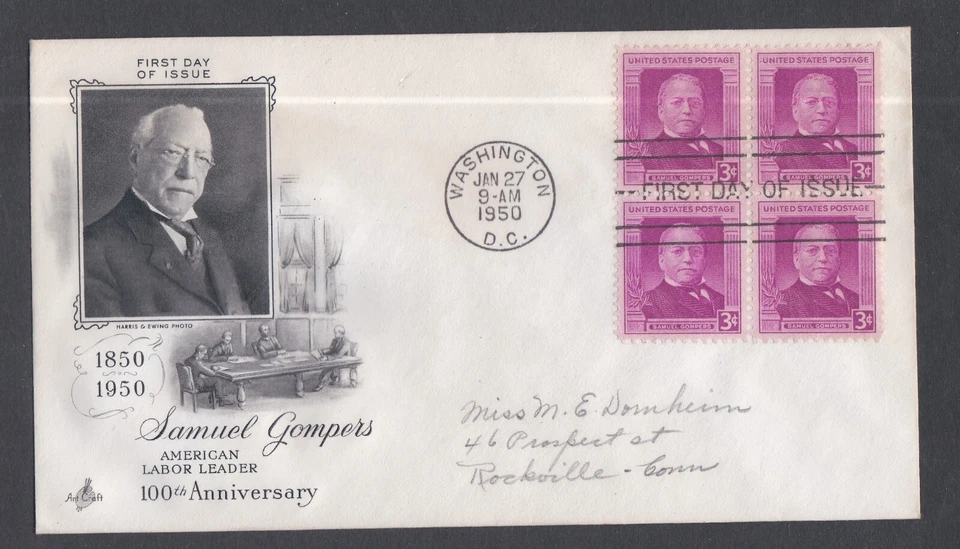 FIRST DAY
OF ISSUE
HARRIS & EWING PHOTO
1850
1950
Samuel Gompers
AMERICAN
LABOR LEADER
100th Anniversary
Art Craft
WASHINGTON
JAN 27
9-AM
1950
D.C.
UNITED STATES POSTAGE
SAMUEL GOMPERS 3¢
UNITED STATES POSTAGE
SAMUEL GOMPERS 3¢
FIRST DAY OF ISSUE
UNITED STATES POSTAGE
SAMUEL GOMPERS 3¢
UNITED STATES POSTAGE
SAMUEL GOMPERS 3¢
Miss M. E. Dornheim
46 Prospect st
Rockville - Conn